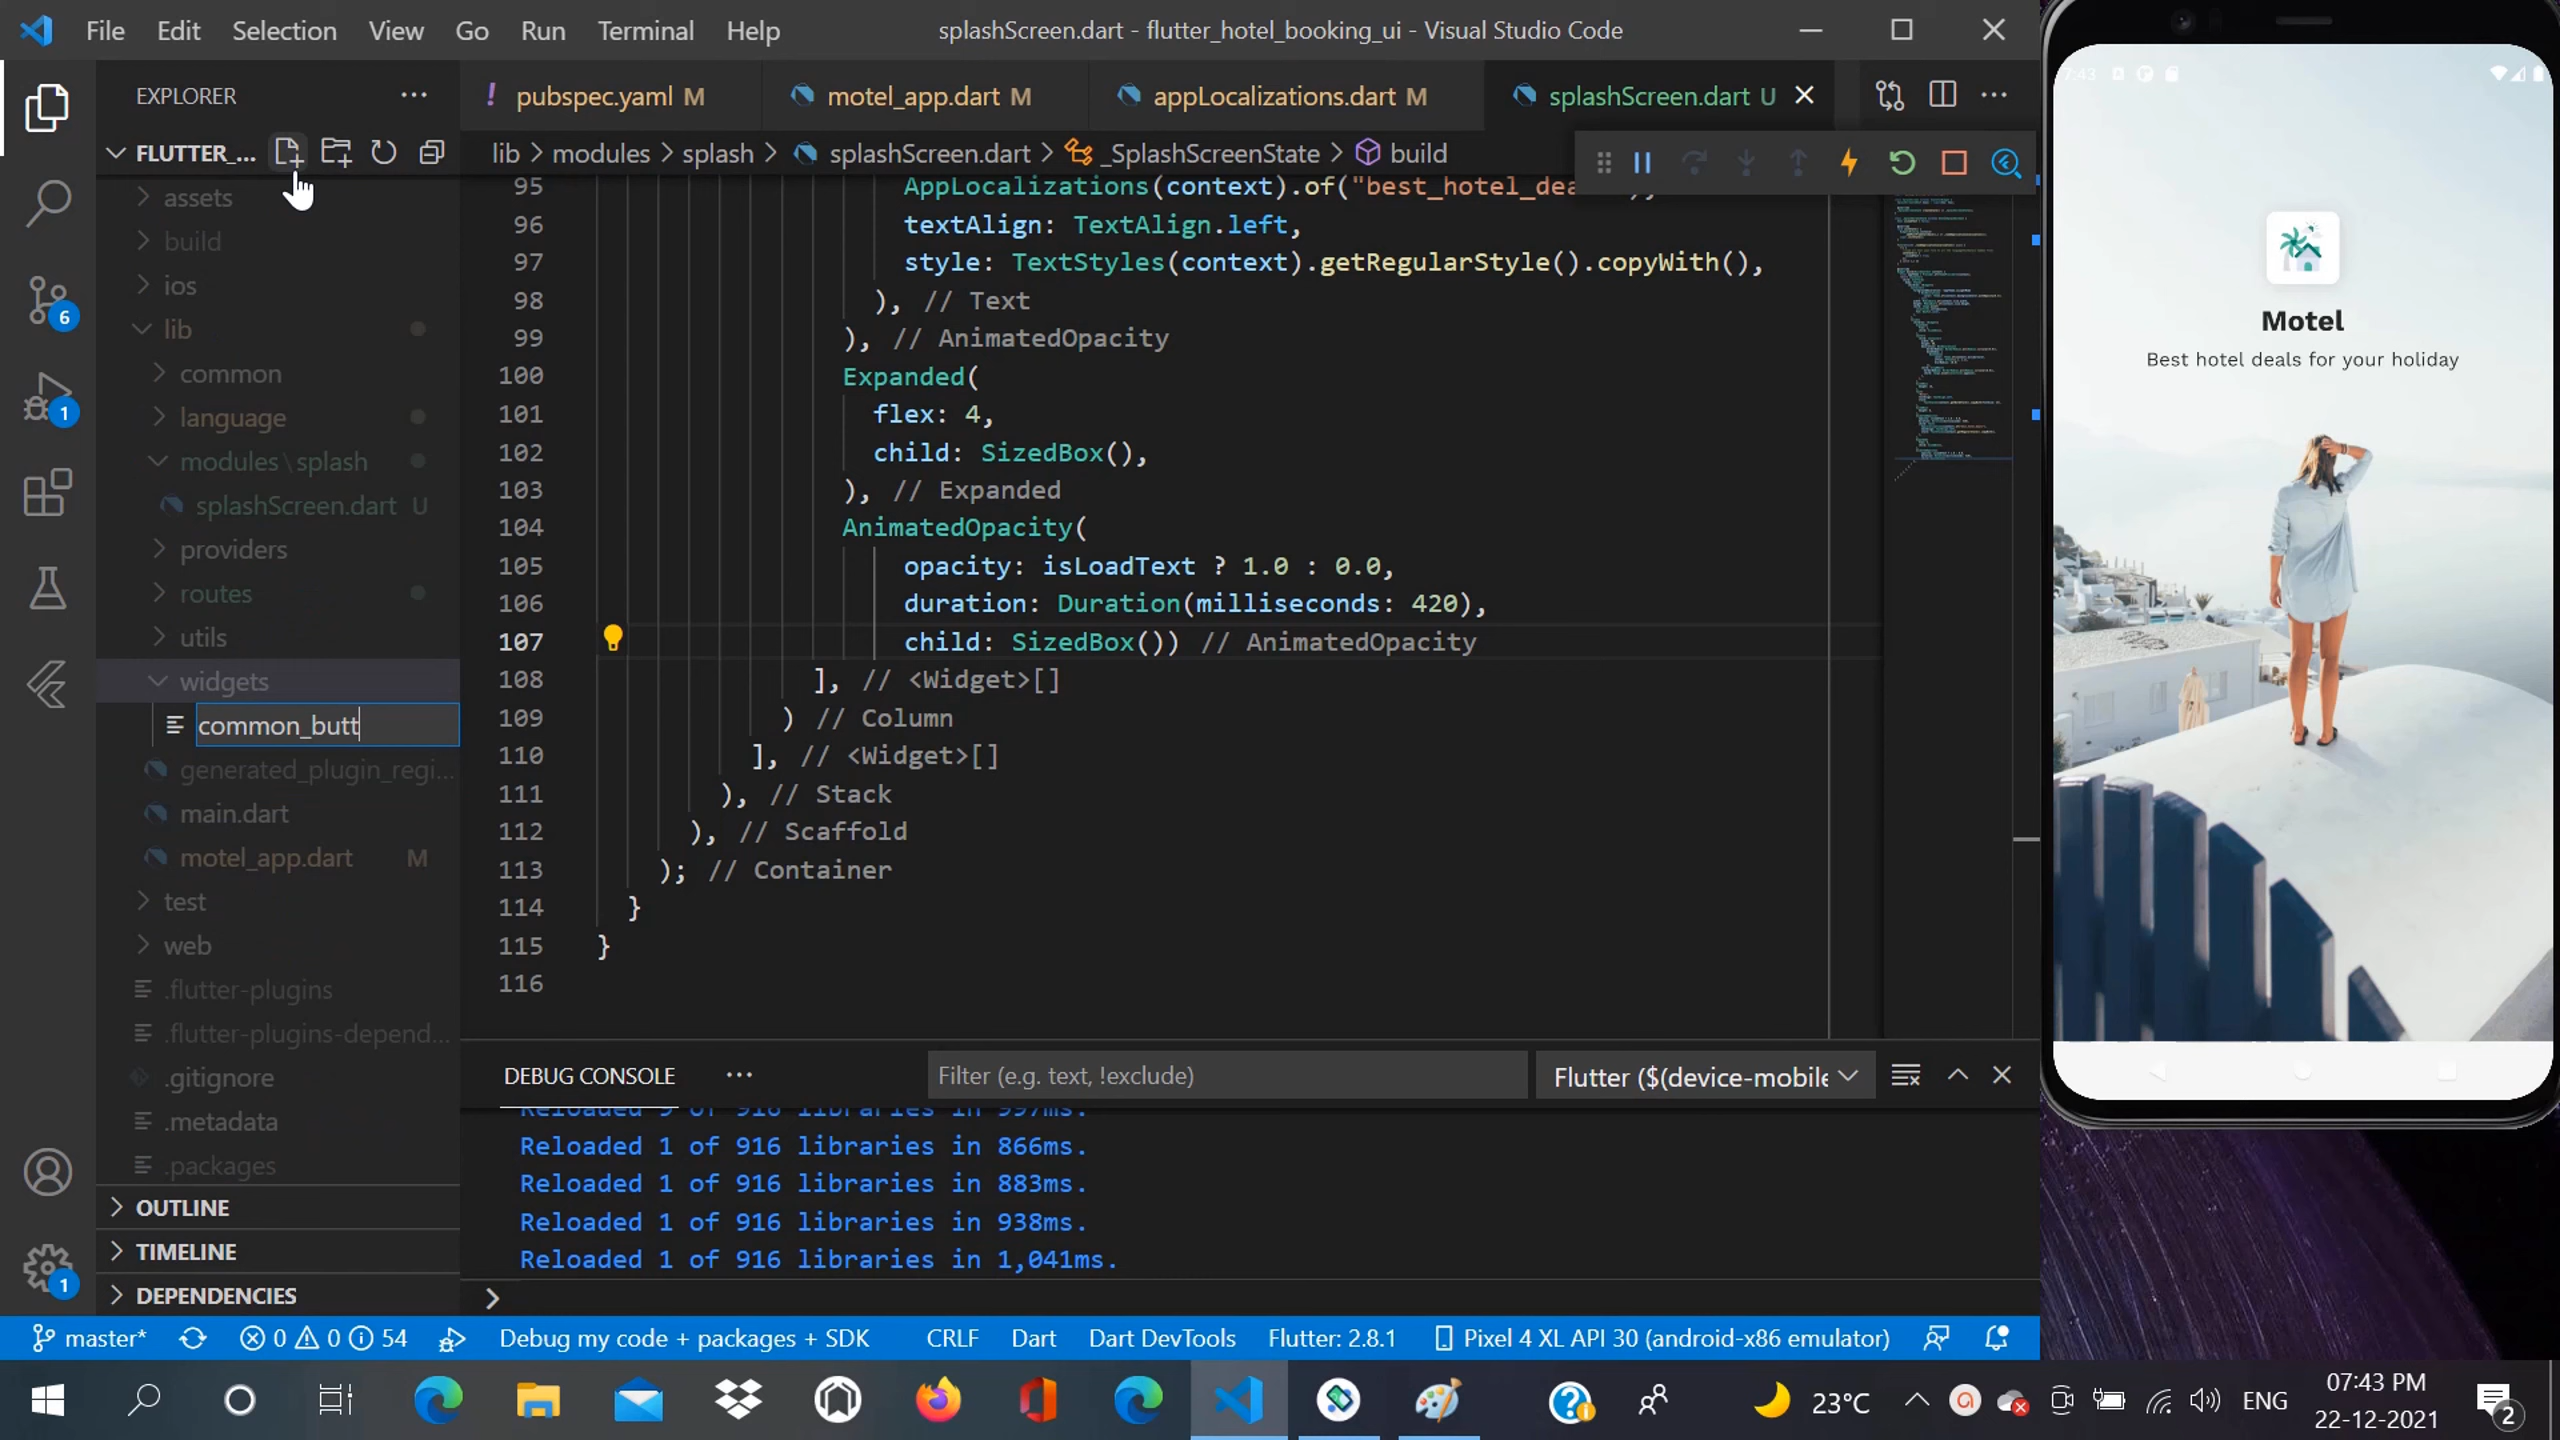 File Edit Selection View Go Run Terminal Help
splashScreen.dart - flutter_hotel_booking_ui - Visual Studio Code
EXPLORER
pubspec.yaml M
motel_app.dart M
appLocalizations.dart M
splashScreen.dart U
FLUTTER_...
lib > modules > splash > splashScreen.dart > _SplashScreenState > build
assets
build
ios
lib
common
language
modules\splash
splashScreen.dart U
providers
routes
utils
widgets
common_butt
generated_plugin_regi...
main.dart
motel_app.dart M
test
web
.flutter-plugins
.flutter-plugins-depend...
.gitignore
.metadata
.packages
OUTLINE
TIMELINE
DEPENDENCIES
6
1
1
95 AppLocalizations(context).of("best_hotel_dea
96 textAlign: TextAlign.left,
97 style: TextStyles(context).getRegularStyle().copyWith(),
98 ), // Text
99 ), // AnimatedOpacity
100 Expanded(
101 flex: 4,
102 child: SizedBox(),
103 ), // Expanded
104 AnimatedOpacity(
105 opacity: isLoadText ? 1.0 : 0.0,
106 duration: Duration(milliseconds: 420),
107 child: SizedBox()) // AnimatedOpacity
108 ], // <Widget>[]
109 ) // Column
110 ], // <Widget>[]
111 ), // Stack
112 ), // Scaffold
113 ); // Container
114 }
115 }
116
DEBUG CONSOLE
Filter (e.g. text, !exclude)
Flutter ($(device-mobile
Reloaded 1 of 916 libraries in 866ms.
Reloaded 1 of 916 libraries in 883ms.
Reloaded 1 of 916 libraries in 938ms.
Reloaded 1 of 916 libraries in 1,041ms.
master* 0 0 54 Debug my code + packages + SDK CRLF Dart Dart DevTools Flutter: 2.8.1 Pixel 4 XL API 30 (android-x86 emulator)
23°C
ENG
07:43 PM
22-12-2021
2
Motel
Best hotel deals for your holiday